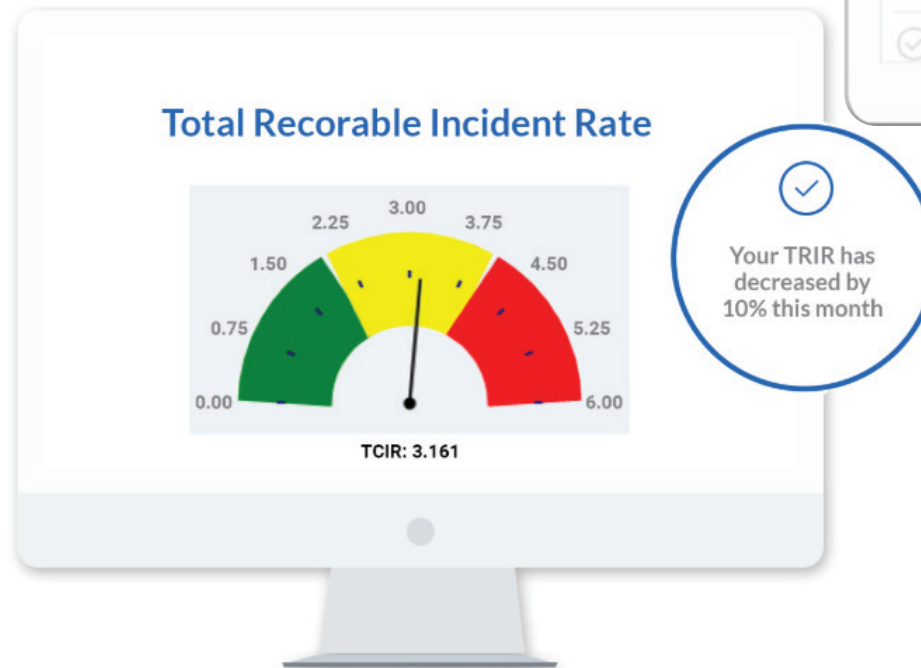 Total Recorable Incident Rate
3.00
2.25
3.75
1.50
4.50
0.75
5.25
0.00
6.00
TCIR: 3.161
Your TRIR has
decreased by
10% this month